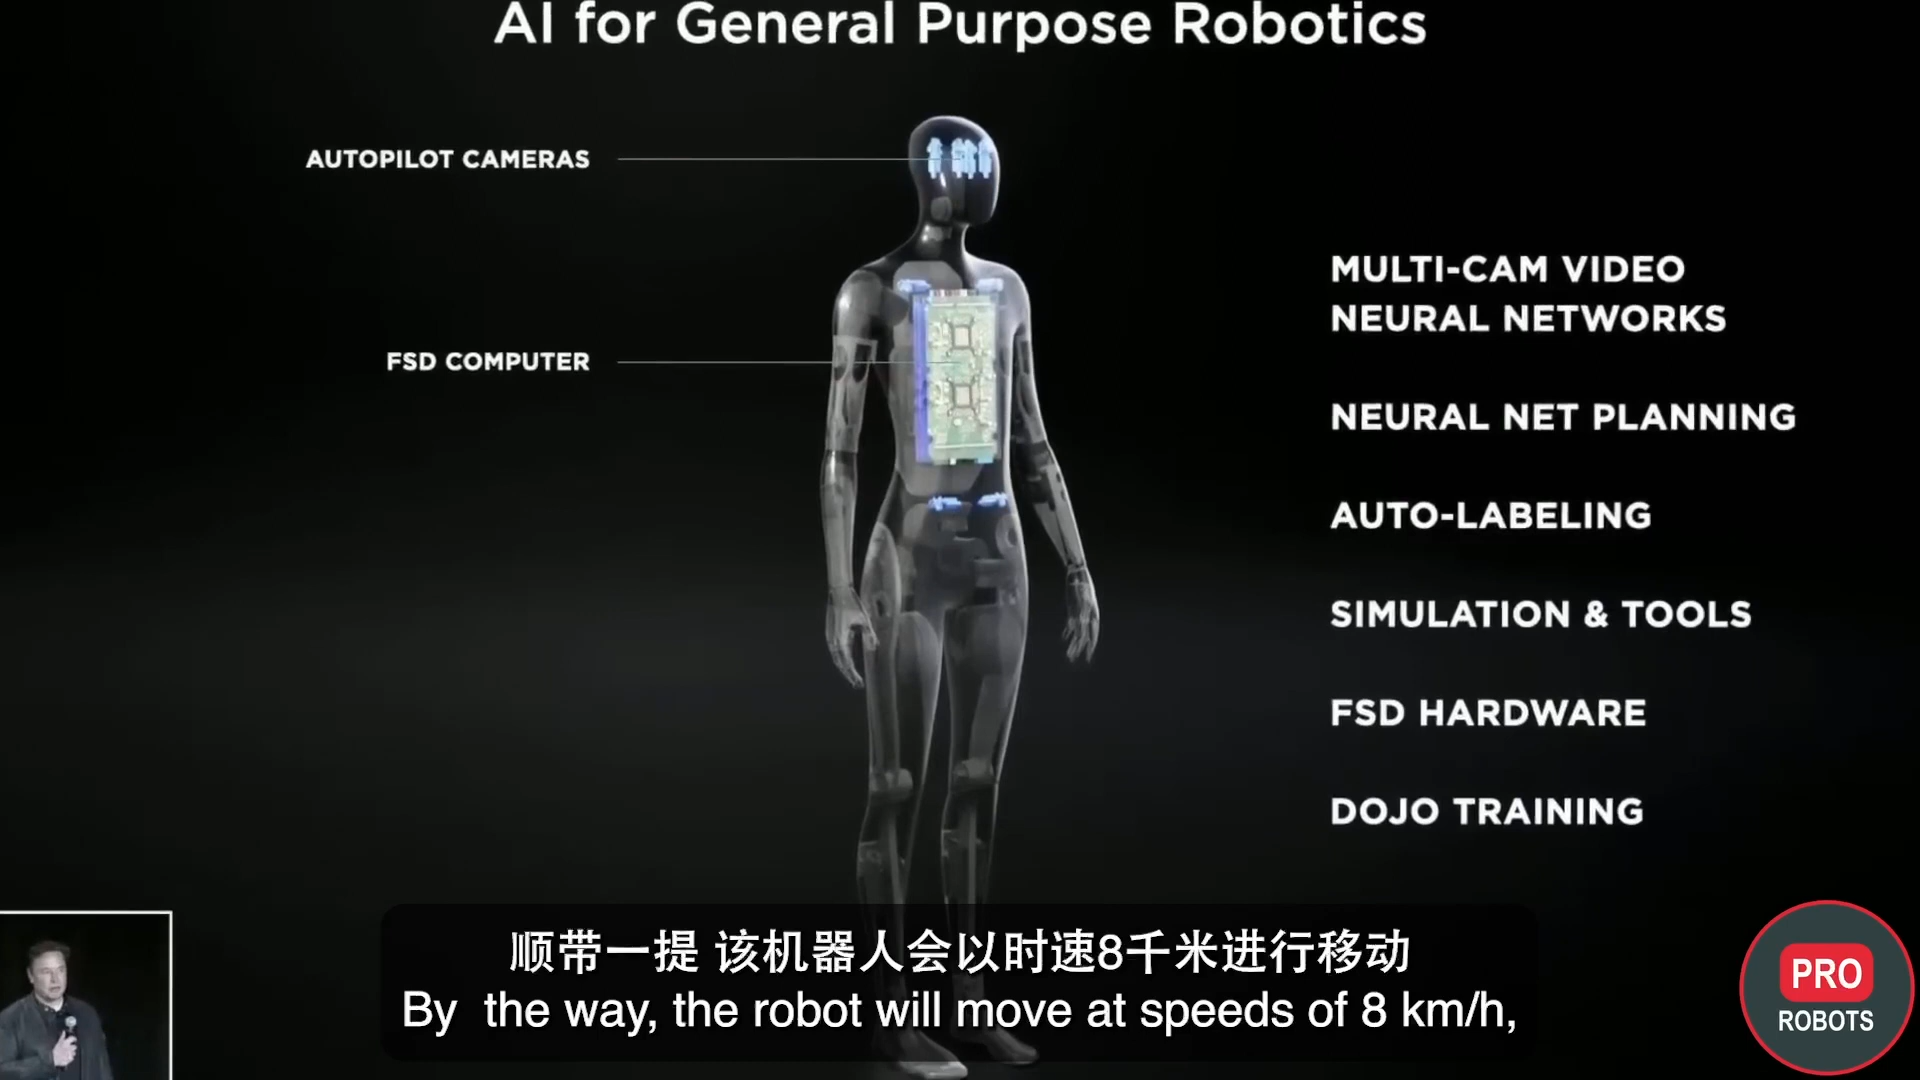 AI for General Purpose Robotics
AUTOPILOT CAMERAS
FSD COMPUTER
MULTI-CAM VIDEO
NEURAL NETWORKS
NEURAL NET PLANNING
AUTO-LABELING
SIMULATION & TOOLS
FSD HARDWARE
DOJO TRAINING
顺带一提 该机器人会以时速8千米进行移动
By the way, the robot will move at speeds of 8 km/h,
PRO
ROBOTS